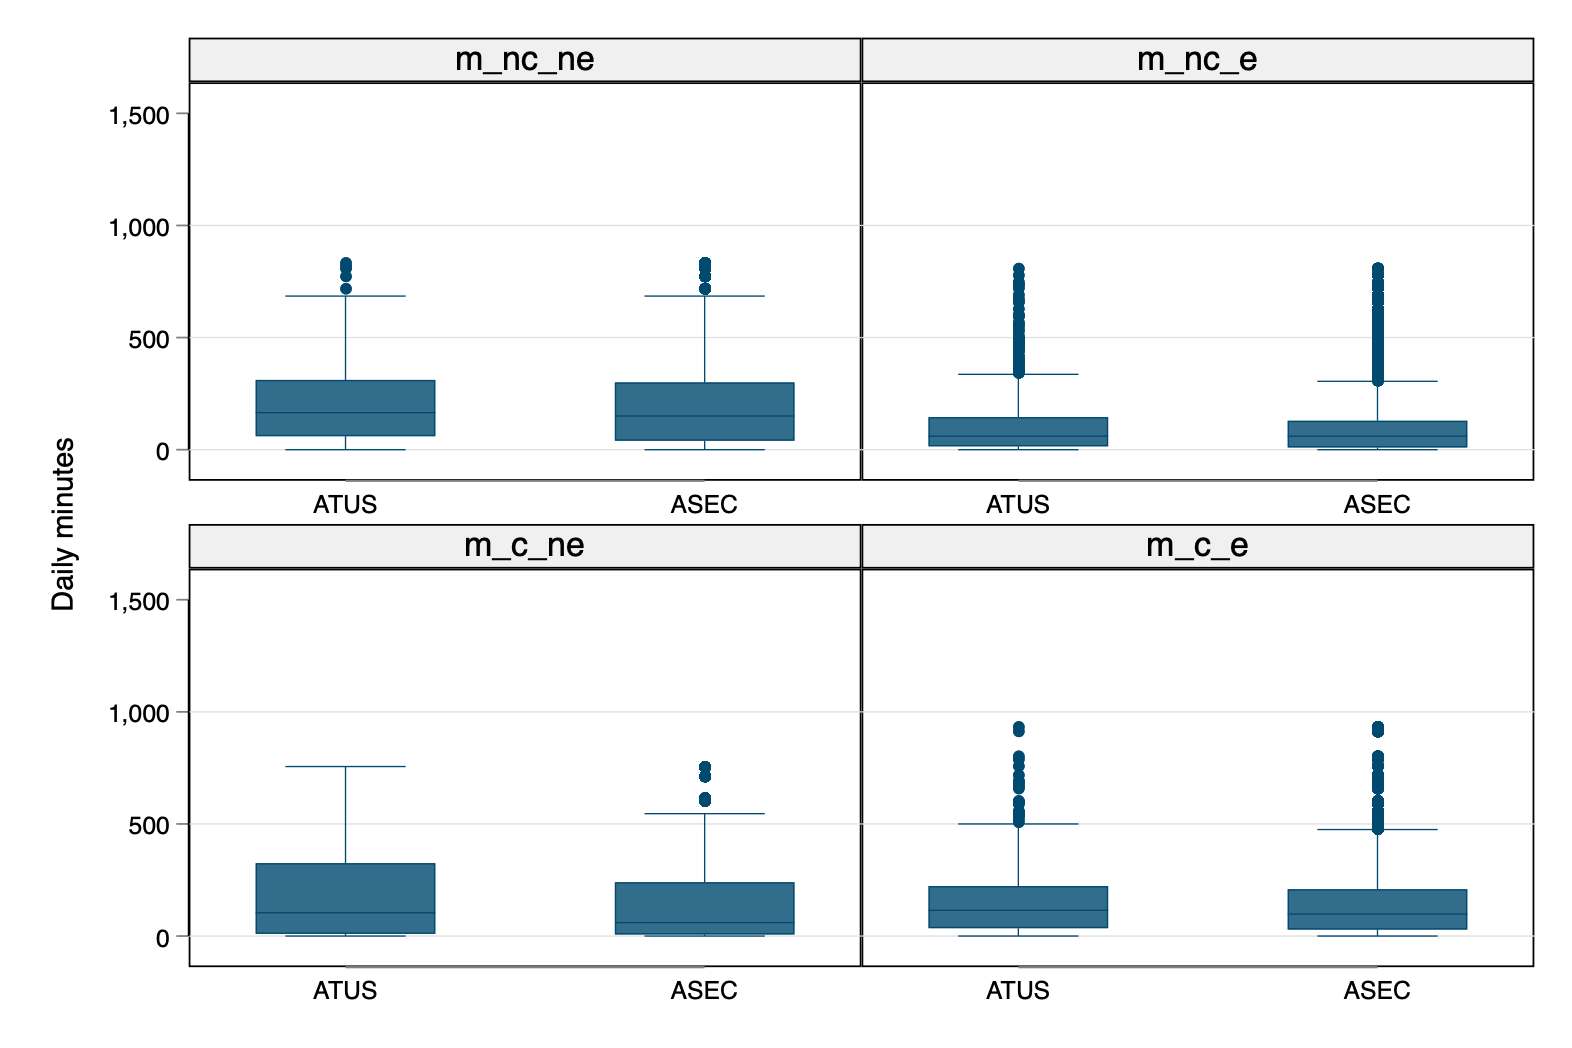 m_nc_ne
m_nc_e
1,500
1,000
500
0
ATUS
ASEC
ATUS
ASEC
Daily minutes
m_c_ne
m_c_e
1,500
1,000
500
0
ATUS
ASEC
ATUS
ASEC